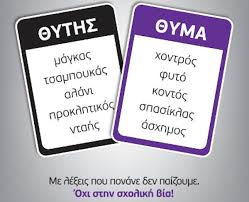 ΘΥΤΗΣ
μάγκας
τσαμπουκάς
αλάνι
προκλητικός
νταής
ΘΥΜΑ
χοντρός
φυτό
κοντός
σπασίκλας
άσχημος
Με λέξεις που πονάνε δεν παίζουμε.
Όχι στην σχολική βία!